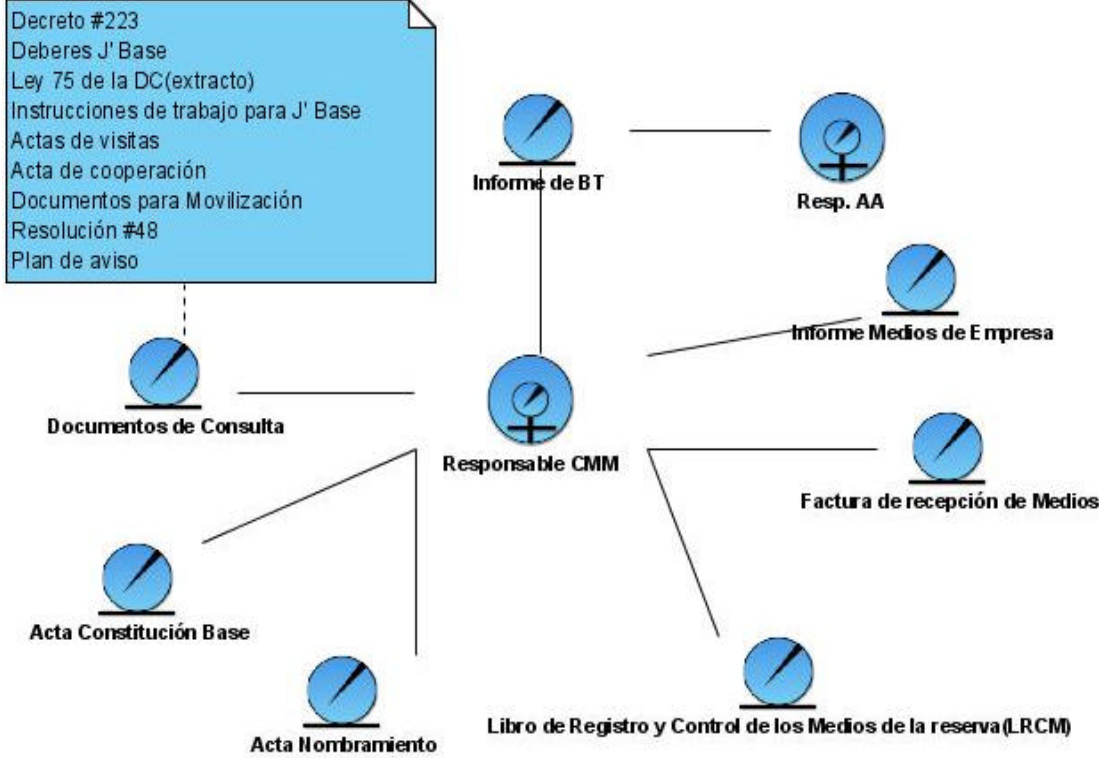 Decreto #223
Deberes J' Base
Ley 75 de la DC(extracto)
Instrucciones de trabajo para J' Base
Actas de visitas
Acta de cooperación
Documentos para Movilización
Resolución #48
Plan de aviso
Informe de BT
Resp. AA
Informe Medios de Empresa
Documentos de Consulta
Responsable CMM
Factura de recepción de Medios
Acta Constitución Base
Acta Nombramiento
Libro de Registro y Control de los Medios de la reserva(LRCM)